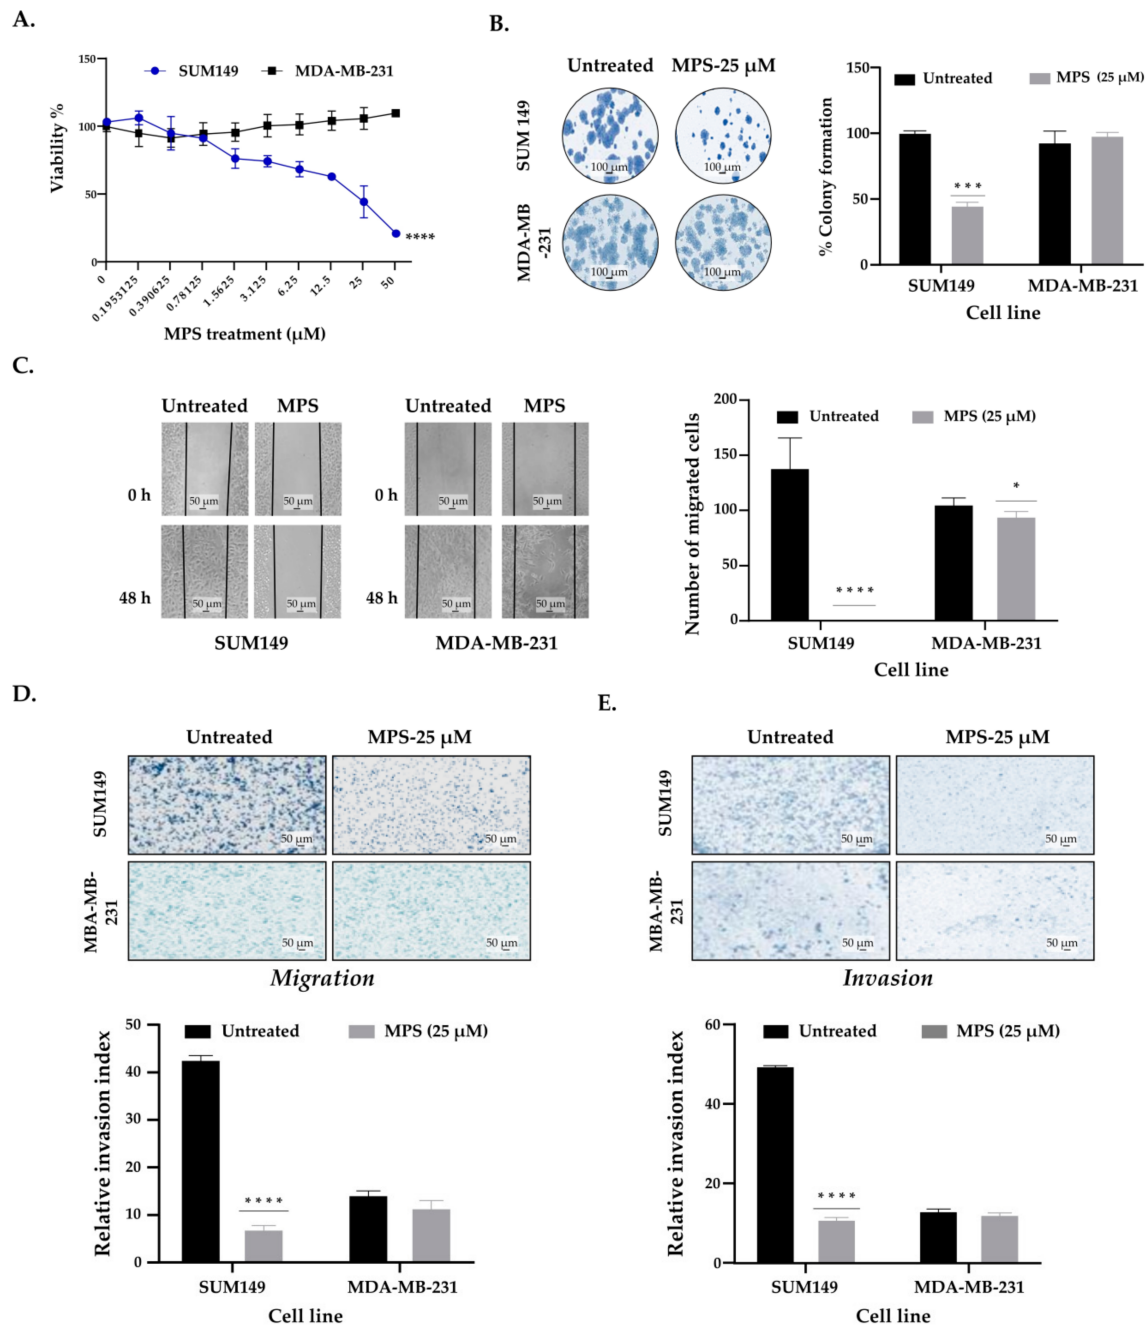 A.
150
SUM149
MDA-MB-231
100
50
0
Viability %
0
0.1953125
0.390625
0.78125
1.5625
3.125
6.25
12.5
25
50
****
MPS treatment (μM)
B.
Untreated
MPS-25 μM
SUM 149
100 μm
100 μm
MDA-MB
-231
100 μm
100 μm
150
Untreated
MPS (25 μM)
100
50
0
% Colony formation
***
SUM149
MDA-MB-231
Cell line
C.
Untreated
MPS
Untreated
MPS
0 h
50 μm
50 μm
0 h
50 μm
50 μm
48 h
50 μm
50 μm
48 h
50 μm
50 μm
SUM149
MDA-MB-231
200
Untreated
MPS (25 μM)
150
100
50
0
Number of migrated cells
****
*
SUM149
MDA-MB-231
Cell line
D.
Untreated
MPS-25 μM
SUM149
50 μm
50 μm
MBA-MB-
231
50 μm
50 μm
Migration
50
Untreated
MPS (25 μM)
40
30
20
10
0
Relative invasion index
****
SUM149
MDA-MB-231
Cell line
E.
Untreated
MPS-25 μM
SUM149
50 μm
50 μm
MBA-MB-
231
50 μm
50 μm
Invasion
60
Untreated
MPS (25 μM)
40
20
0
Relative invasion index
****
SUM149
MDA-MB-231
Cell line